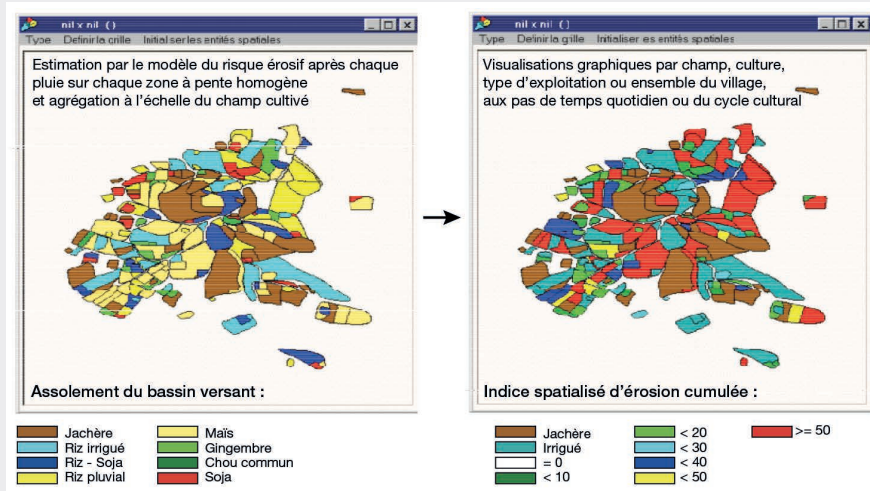 nil x nil ( )
Type Definir la grille Initialiser les entités spatiales
Estimation par le modèle du risque érosif après chaque
pluie sur chaque zone à pente homogène
et agrégation à l'échelle du champ cultivé
Assolement du bassin versant :
Jachère
Riz irrigué
Riz - Soja
Riz pluvial
Maïs
Gingembre
Chou commun
Soja
nil x nil ( )
Type Definir la grille Initialiser es entités spatiales
Visualisations graphiques par champ, culture,
type d'exploitation ou ensemble du village,
aux pas de temps quotidien ou du cycle cultural
Indice spatialisé d'érosion cumulée :
Jachère
Irrigué
= 0
< 10
< 20
< 30
< 40
< 50
>= 50